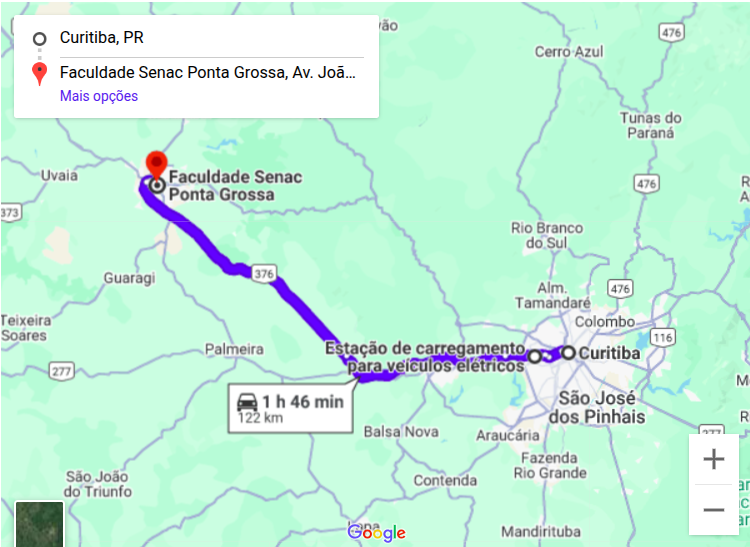 Curitiba, PR
Faculdade Senac Ponta Grossa, Av. Joã...
Mais opções
Cerro Azul
476
Tunas do
Paraná
Uvaia
Faculdade Senac
Ponta Grossa
476
373
Rio Branco
do Sul
376
Guaragi
Alm.
Tamandaré
476
Colombo
Teixeira
Soares
116
Palmeira
Estação de carregamento
para veículos elétricos
Curitiba
277
1 h 46 min
122 km
São José
dos Pinhais
Balsa Nova
Araucária
277
Fazenda
Rio Grande
Contenda
São João
do Triunfo
Lapa
Google
Mandirituba